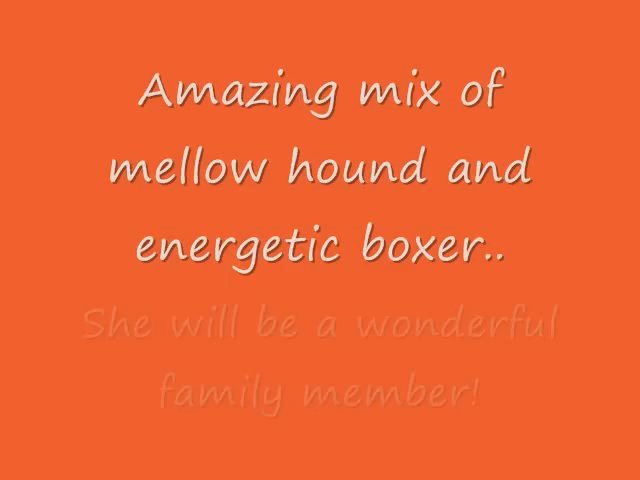 Amazing mix of
mellow hound and
energetic boxer..
She will be a wonderful
family member!